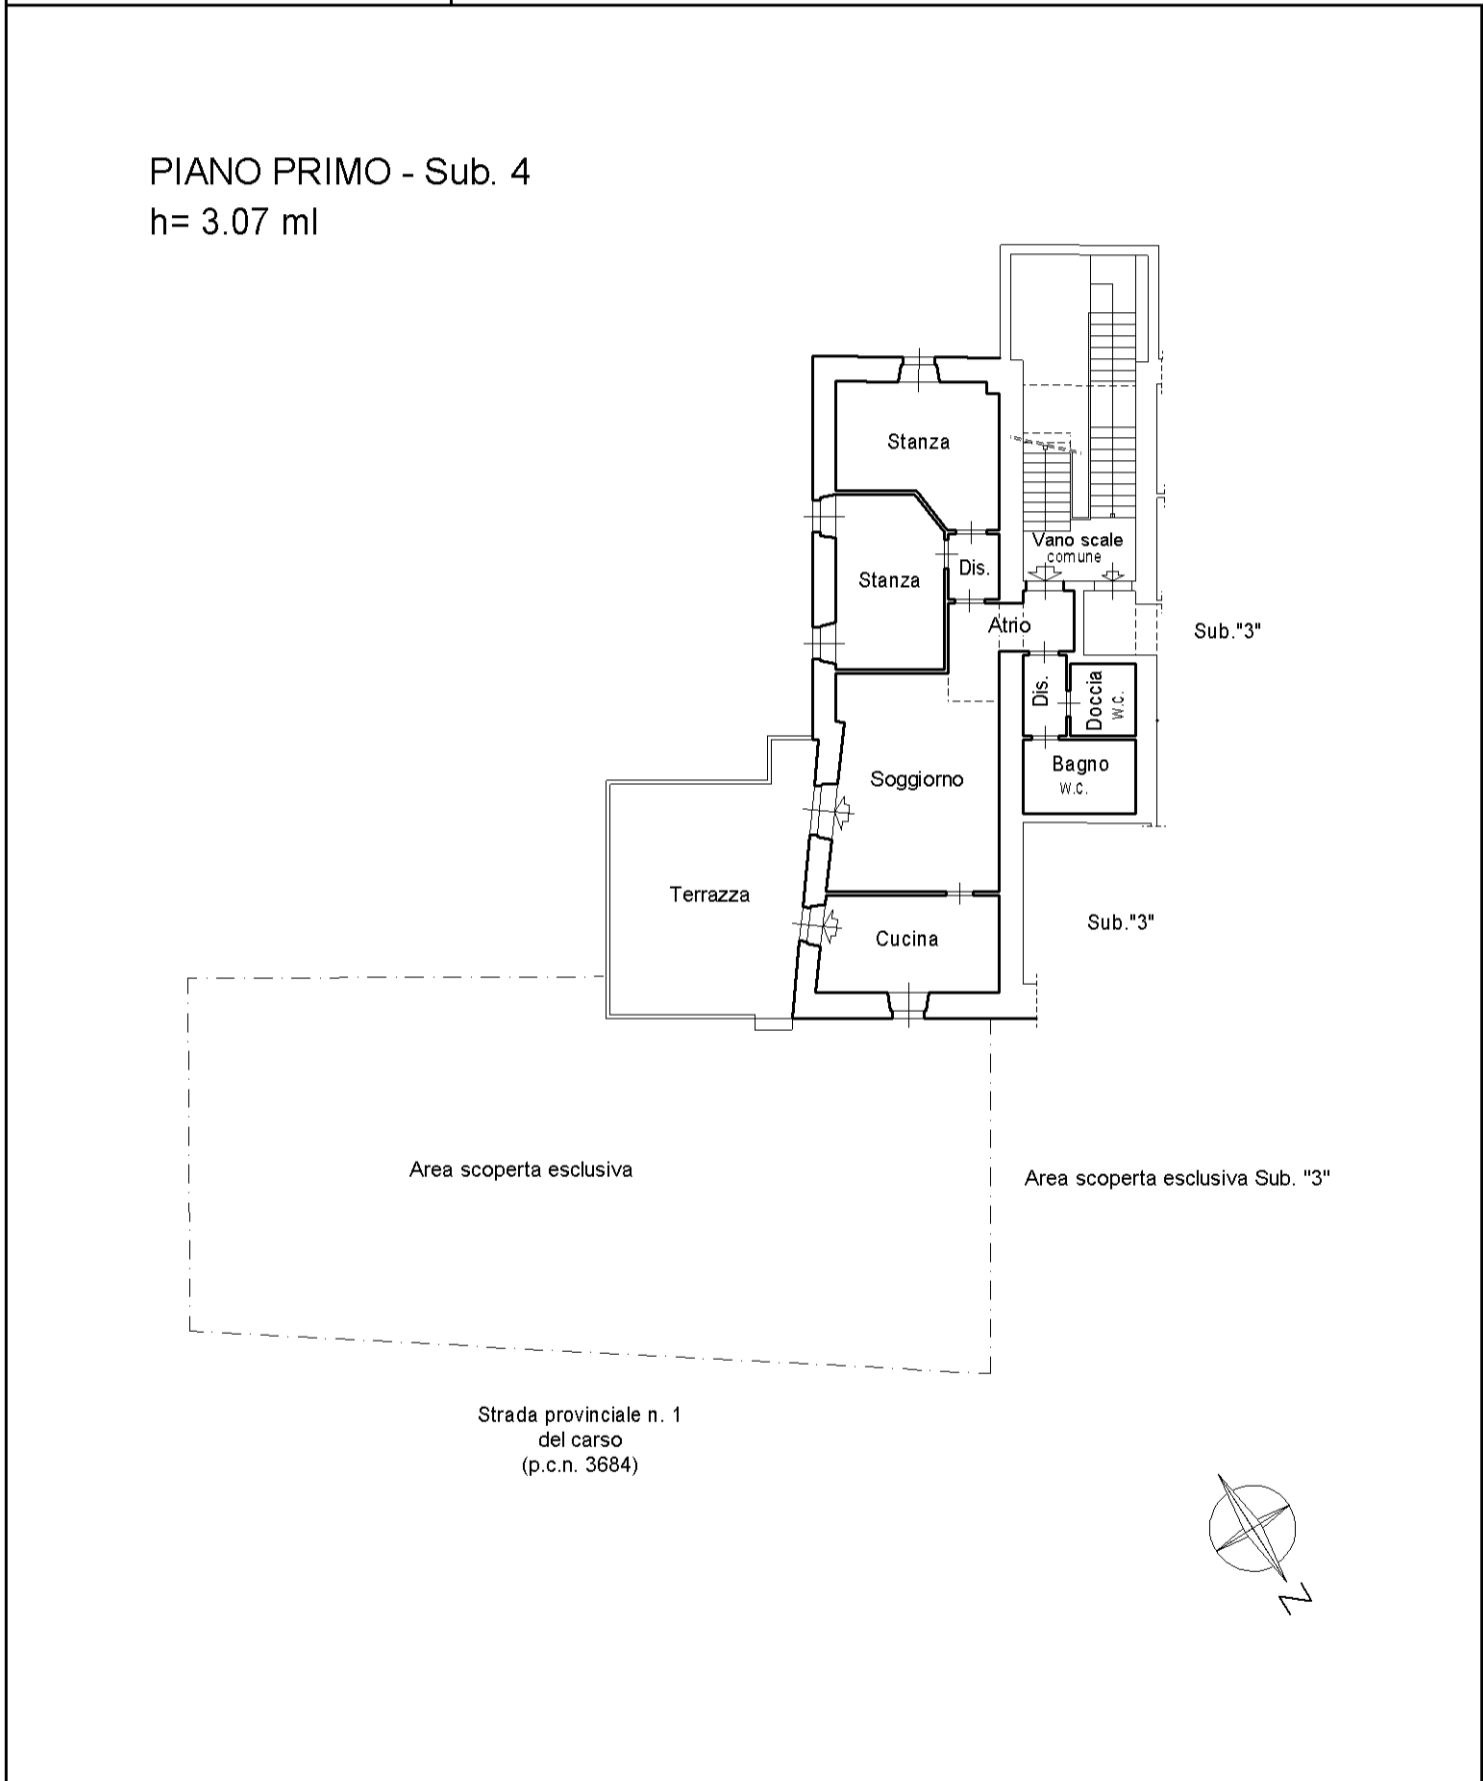 PIANO PRIMO - Sub. 4
h= 3.07 ml
Stanza
Vano scale
comune
Stanza
Dis.
Atrio
Sub."3"
Dis.
Doccia
w.c.
Bagno
w.c.
Soggiorno
Terrazza
Cucina
Sub."3"
Area scoperta esclusiva
Area scoperta esclusiva Sub. "3"
Strada provinciale n. 1
del carso
(p.c.n. 3684)
N